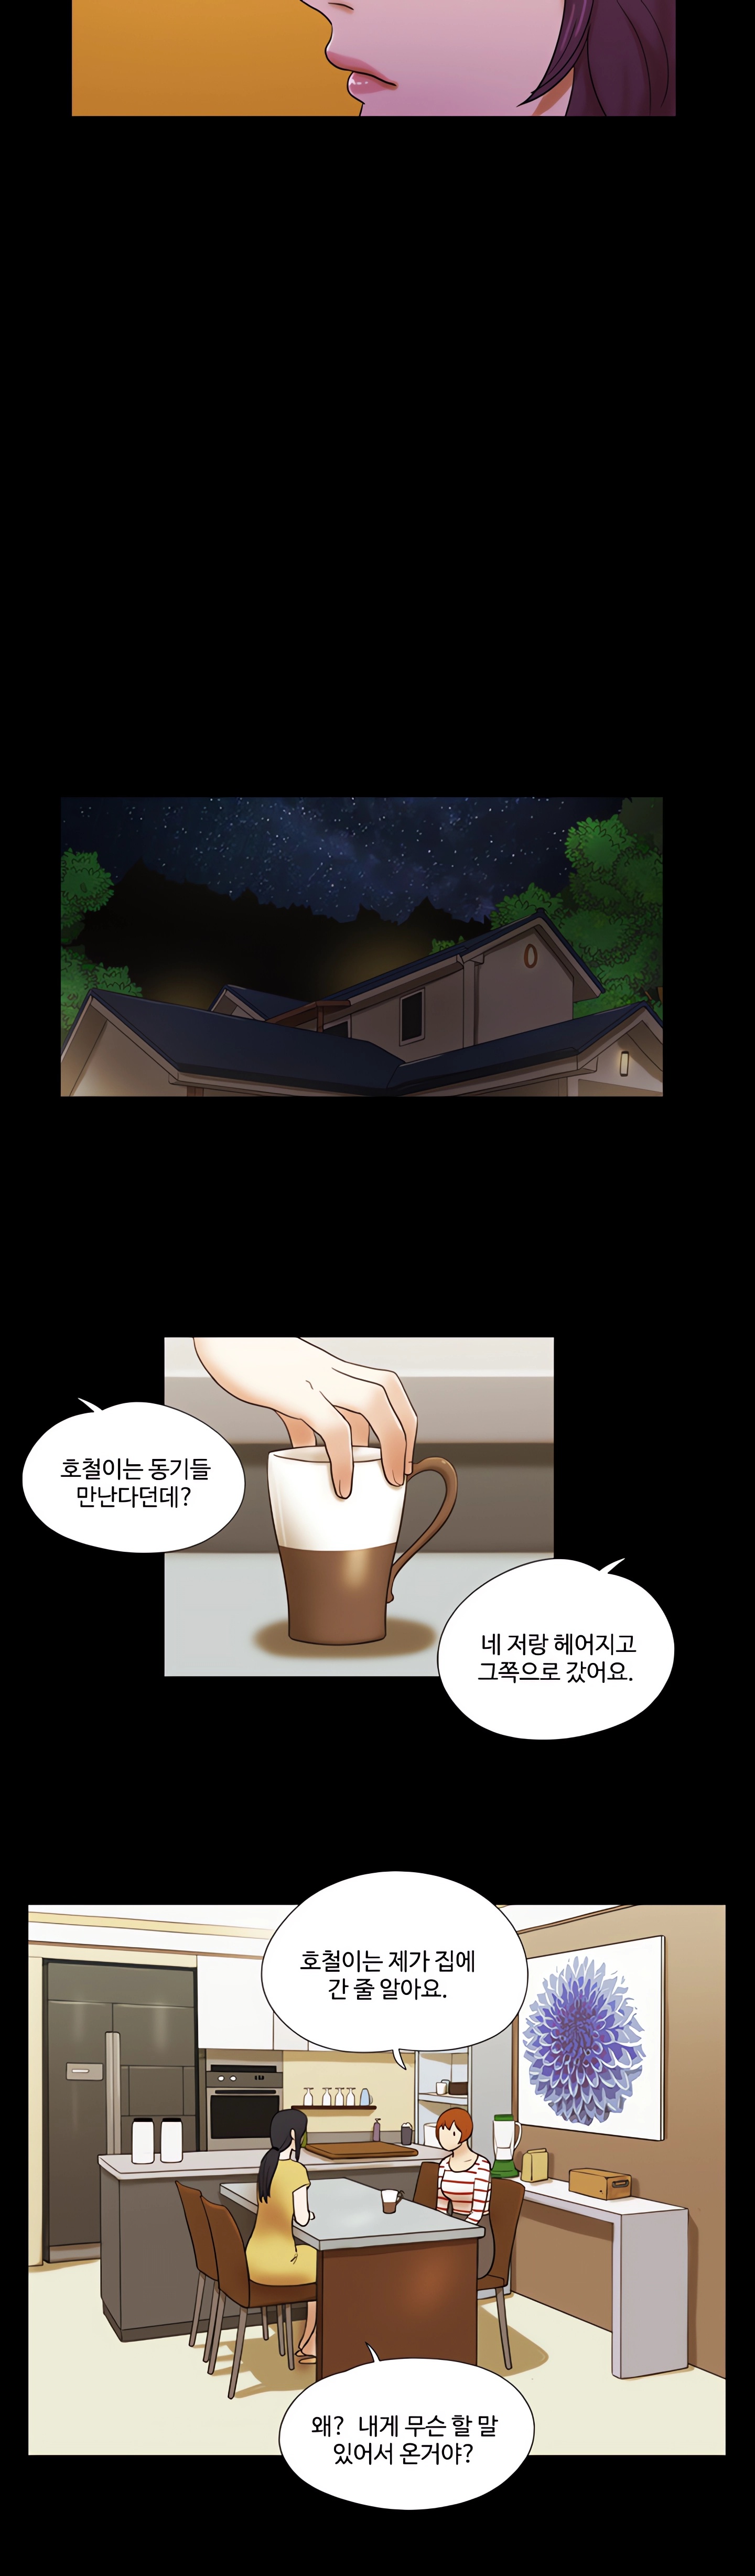 호철이는 동기들
만난다던데?
네 저랑 헤어지고
그쪽으로 갔어요.
호철이는 제가 집에
간 줄 알아요.
왜? 내게 무슨 할 말
있어서 온거야?